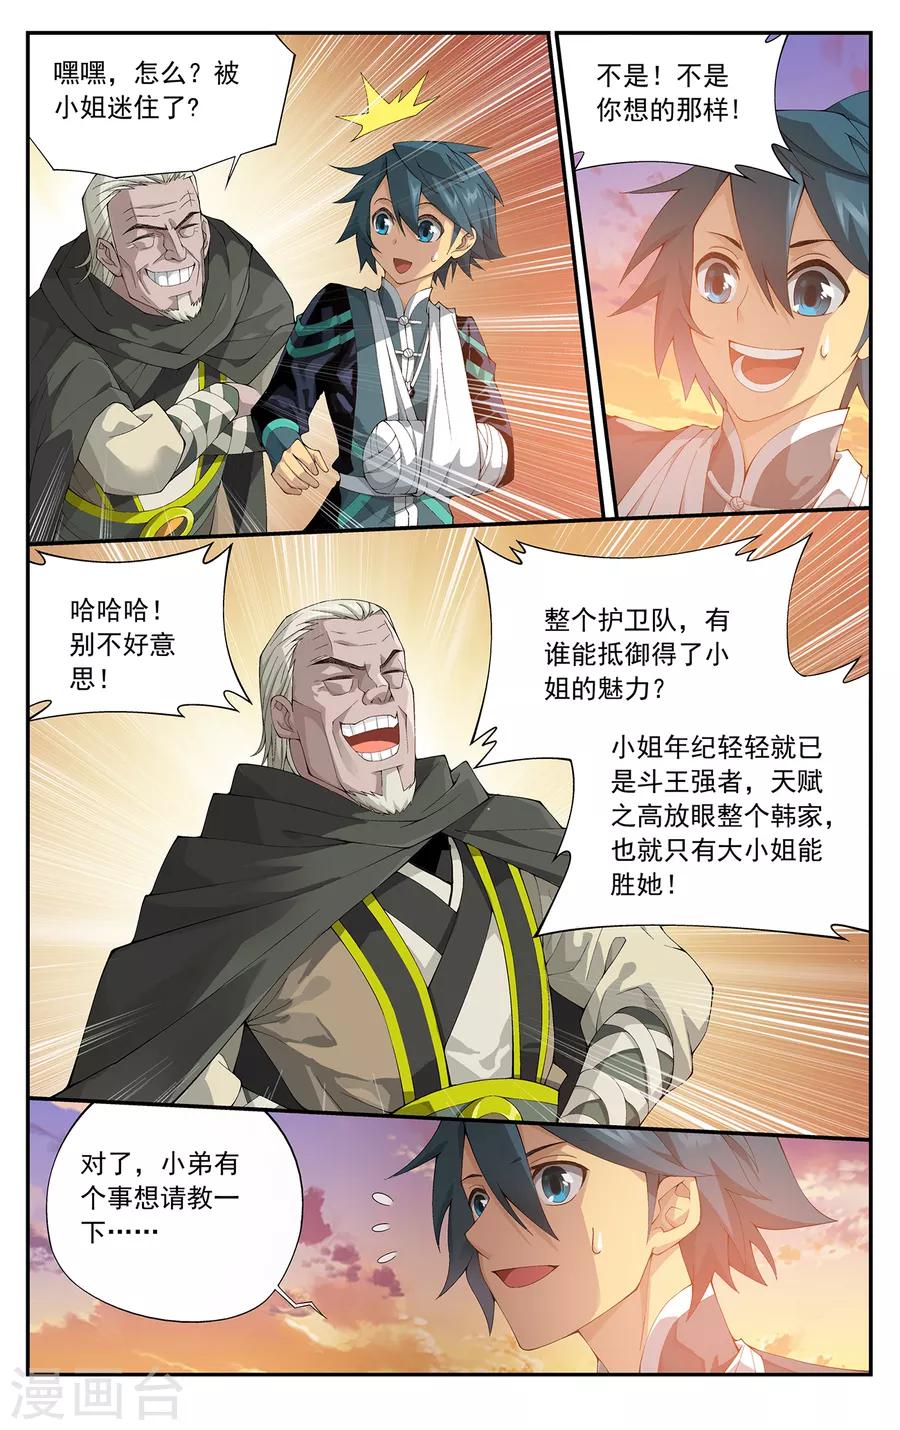 嘿嘿，怎么？被
小姐迷住了？
不是！不是
你想的那样！
哈哈哈！
别不好意
思！
整个护卫队，有
谁能抵御得了小
姐的魅力？
小姐年纪轻轻就已
是斗王强者，天赋
之高放眼整个韩家，
也就只有大小姐能
胜她！
对了，小弟有
个事想请教一
下……
漫画台